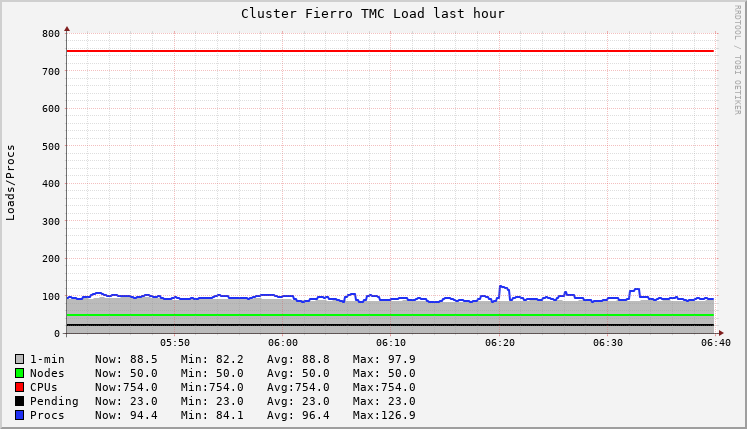 Cluster Fierro TMC Load last hour
RRDTOOL / TOBI OETIKER
Loads/Procs
800
700
600
500
400
300
200
100
0
05:50 06:00 06:10 06:20 06:30 06:40
1-min Now: 88.5 Min: 82.2 Avg: 88.8 Max: 97.9
Nodes Now: 50.0 Min: 50.0 Avg: 50.0 Max: 50.0
CPUs Now:754.0 Min:754.0 Avg:754.0 Max:754.0
Pending Now: 23.0 Min: 23.0 Avg: 23.0 Max: 23.0
Procs Now: 94.4 Min: 84.1 Avg: 96.4 Max:126.9